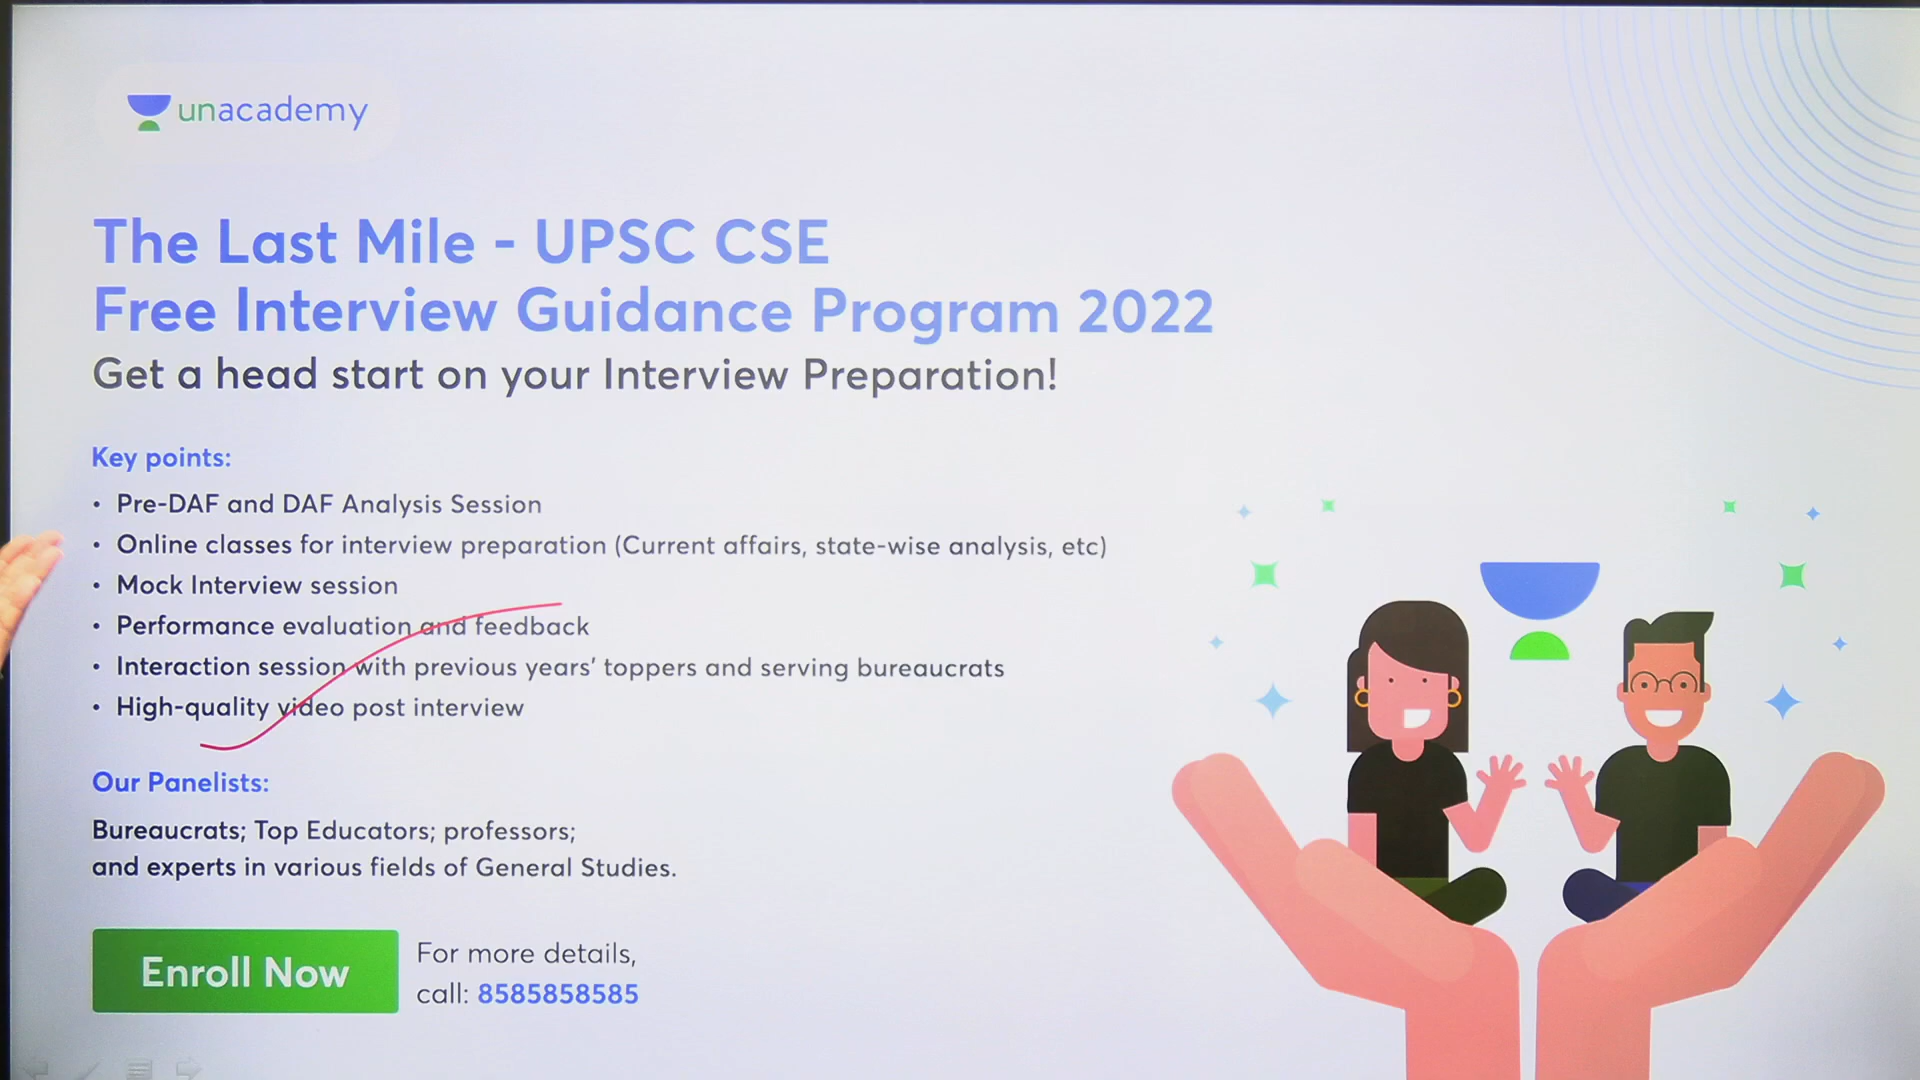 unacademy
The Last Mile - UPSC CSE
Free Interview Guidance Program 2022
Get a head start on your Interview Preparation!
Key points:
• Pre-DAF and DAF Analysis Session
• Online classes for interview preparation (Current affairs, state-wise analysis, etc)
• Mock Interview session
• Performance evaluation and feedback
• Interaction session with previous years' toppers and serving bureaucrats
• High-quality video post interview
Our Panelists:
Bureaucrats; Top Educators; professors;
and experts in various fields of General Studies.
Enroll Now
For more details,
call: 8585858585